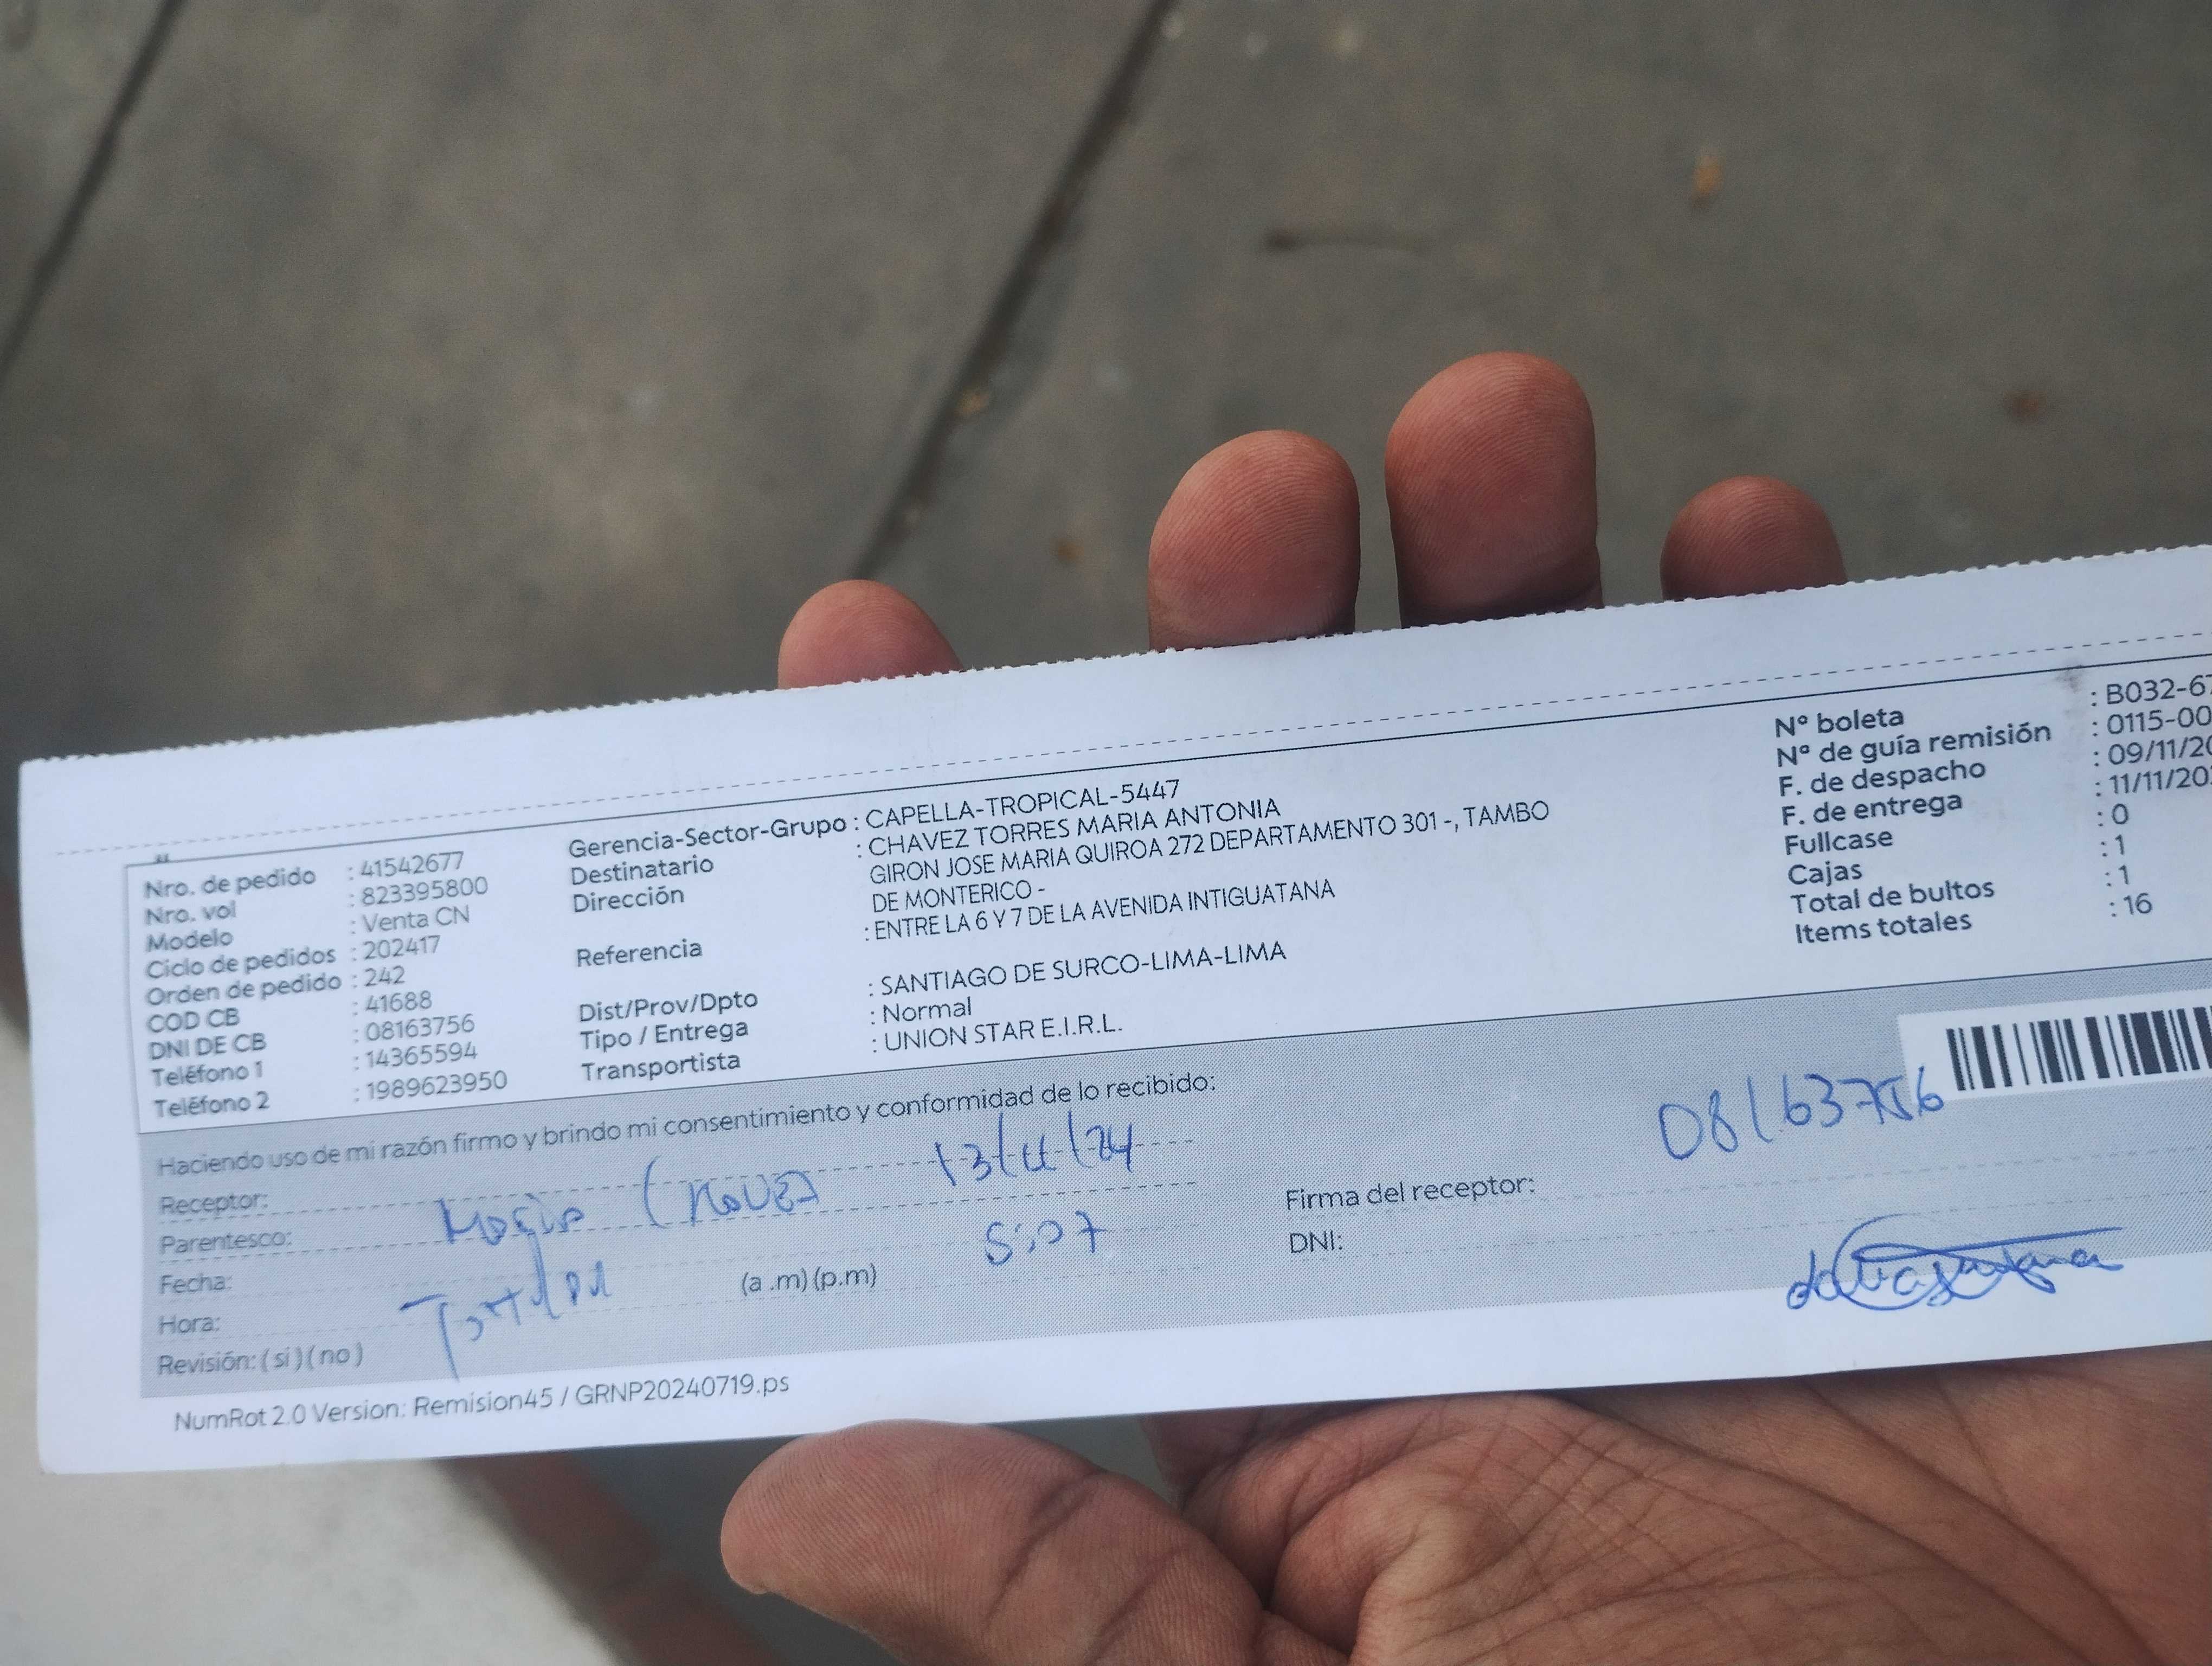 Nro. de pedido : 41542677
Nro. vol : 823395800
Modelo : Venta CN
Ciclo de pedidos : 202417
Orden de pedido : 242
COD CB : 41688
DNI DE CB : 08163756
Teléfono 1 : 14365594
Teléfono 2 : 1989623950
Gerencia-Sector-Grupo : CAPELLA-TROPICAL-5447
Destinatario : CHAVEZ TORRES MARIA ANTONIA
Dirección GIRON JOSE MARIA QUIROA 272 DEPARTAMENTO 301 -, TAMBO
DE MONTERICO -
Referencia : ENTRE LA 6 Y 7 DE LA AVENIDA INTIGUATANA
Dist/Prov/Dpto : SANTIAGO DE SURCO-LIMA-LIMA
Tipo / Entrega : Normal
Transportista : UNION STAR E.I.R.L.
Nº boleta : B032-67
Nº de guía remisión : 0115-00
F. de despacho : 09/11/20
F. de entrega : 11/11/20
Fullcase : 0
Cajas : 1
Total de bultos : 1
Items totales : 16
Haciendo uso de mi razón firmo y brindo mi consentimiento y conformidad de lo recibido:
Receptor: 13/11/24
Parentesco:
Fecha: 5:07
Hora: (a.m) (p.m)
Revisión: ( si ) ( no )
08163756
Firma del receptor:
DNI:
NumRot 2.0 Version: Remision45 / GRNP20240719.ps